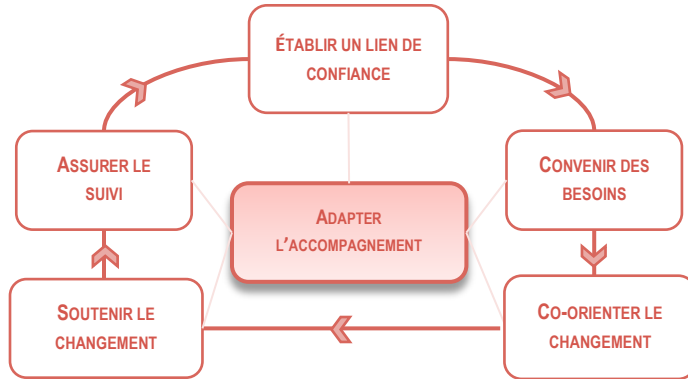 ÉTABLIR UN LIEN DE
CONFIANCE
ASSURER LE
SUIVI
CONVENIR DES
BESOINS
ADAPTER
L'ACCOMPAGNEMENT
SOUTENIR LE
CHANGEMENT
CO-ORIENTER LE
CHANGEMENT